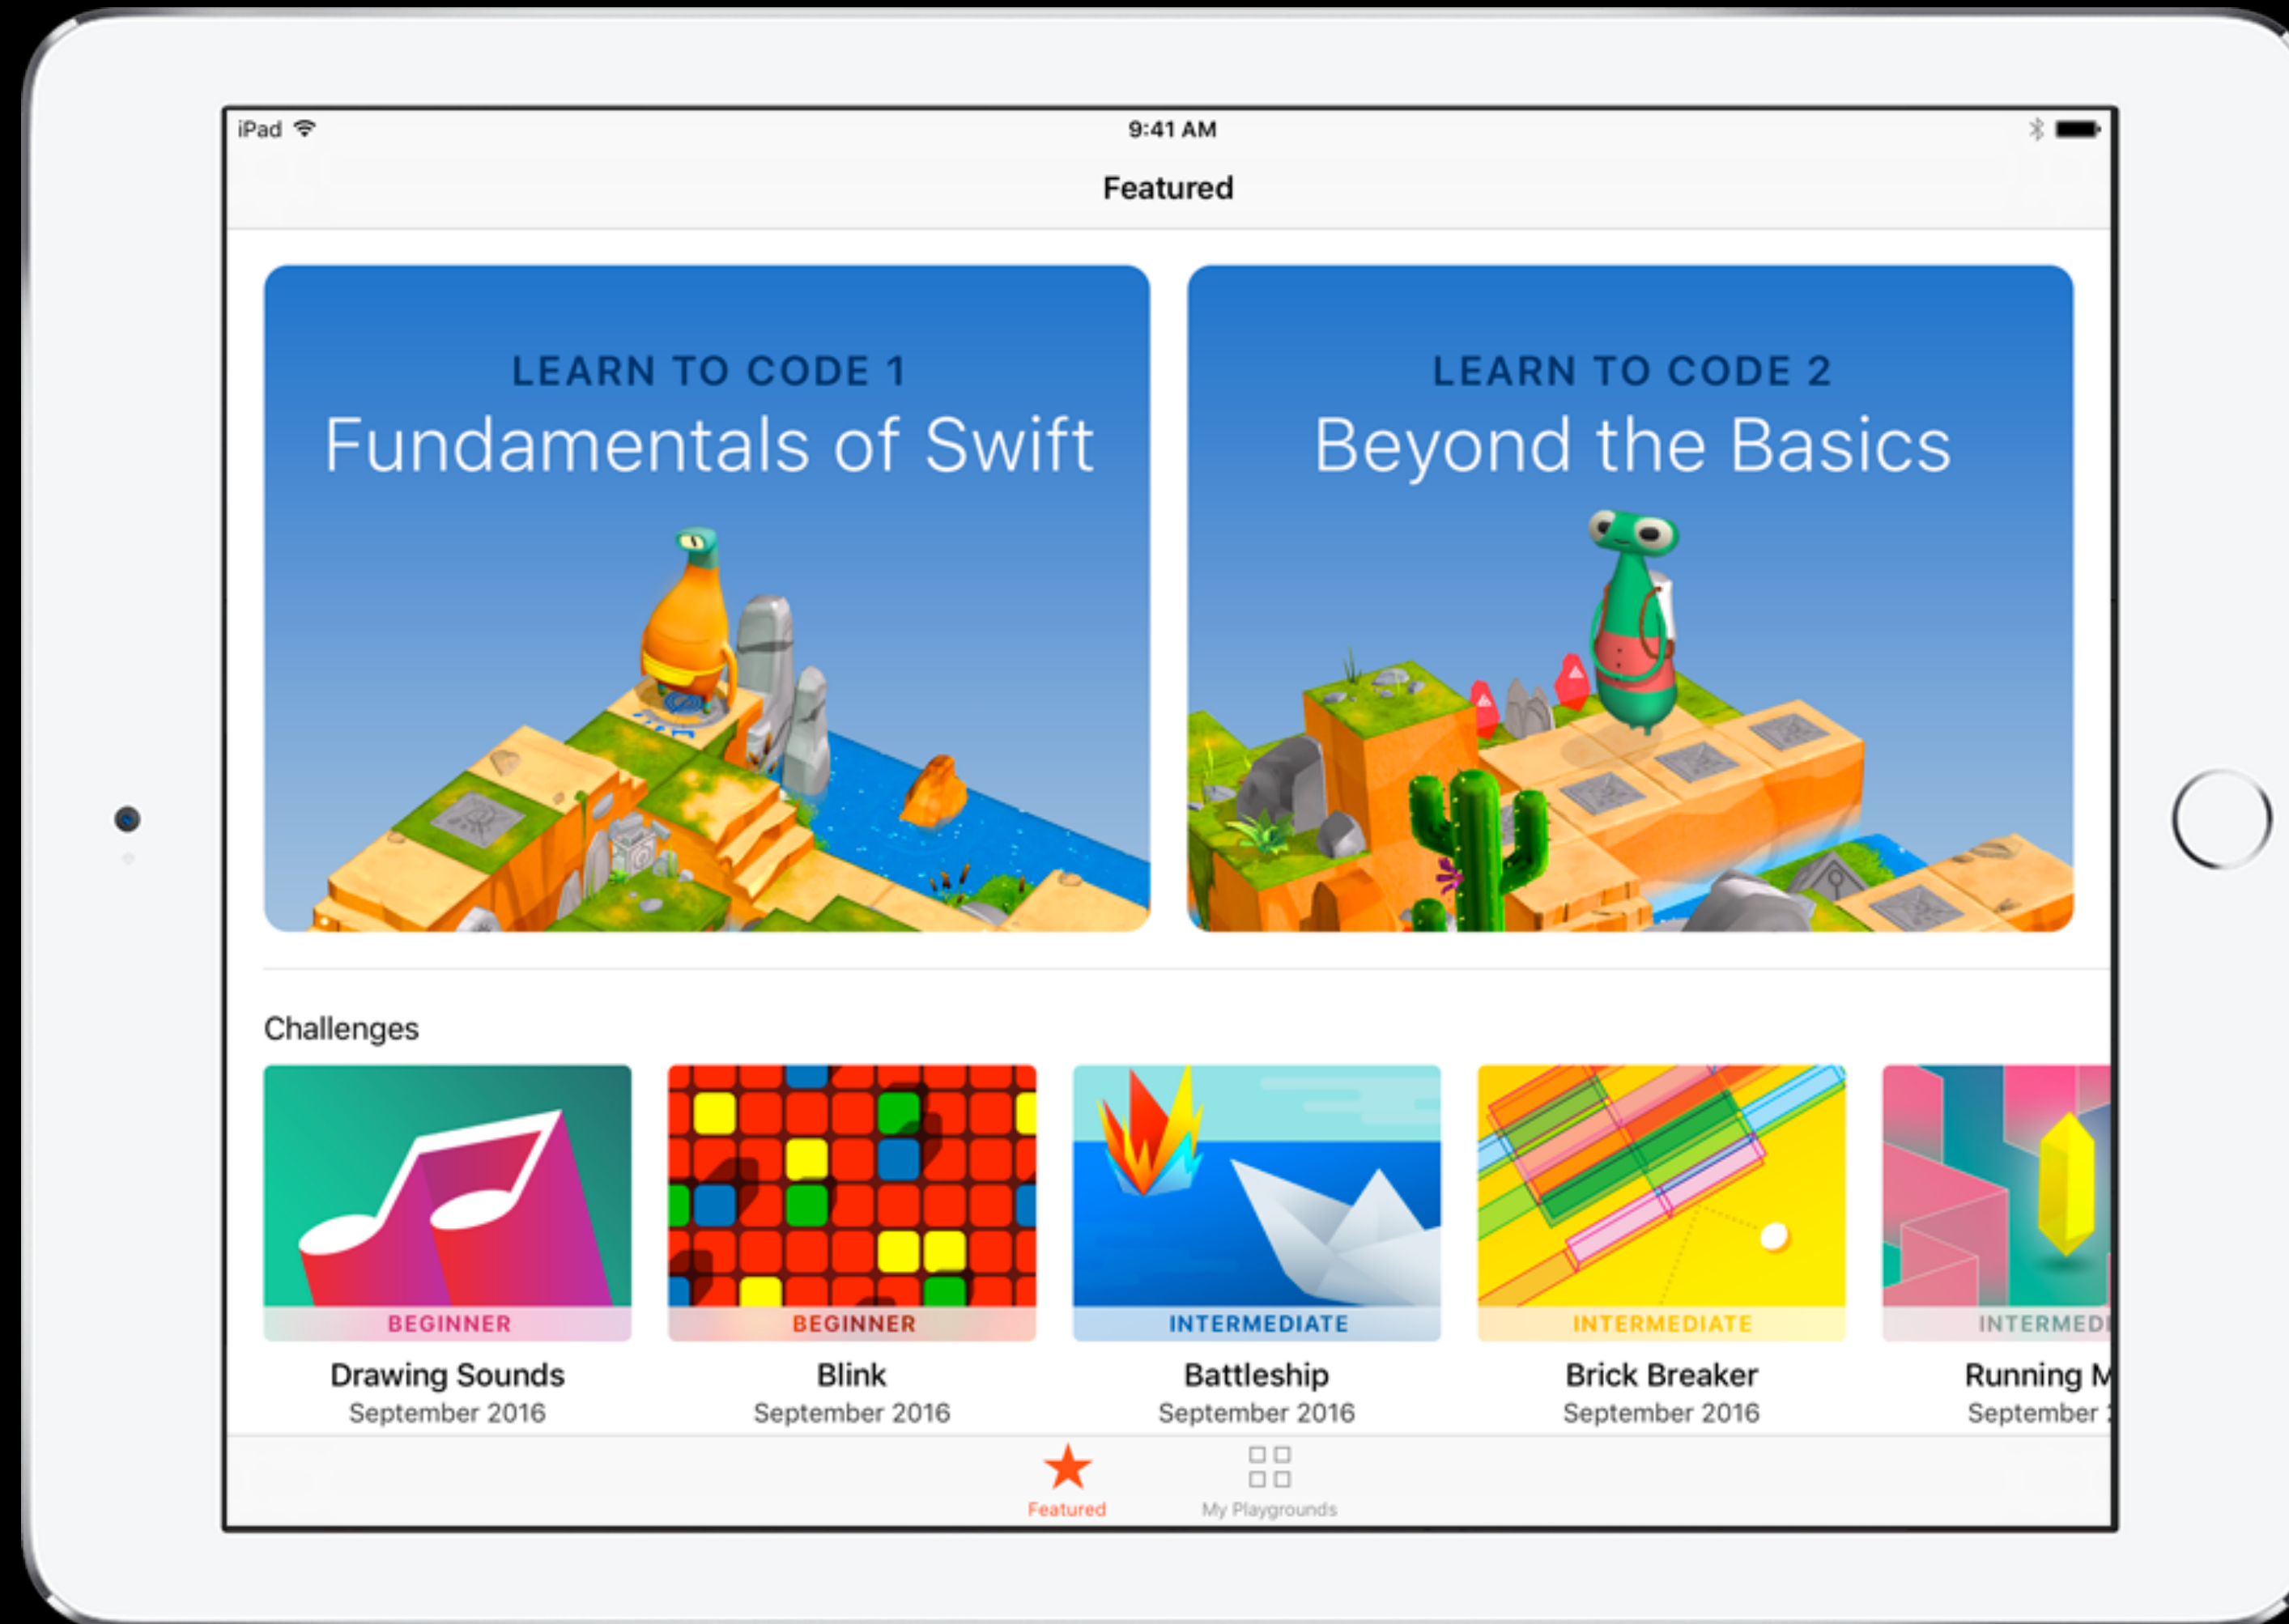 iPad
9:41 AM
Featured
LEARN TO CODE 1
Fundamentals of Swift
LEARN TO CODE 2
Beyond the Basics
Challenges
BEGINNER
Drawing Sounds
September 2016
BEGINNER
Blink
September 2016
INTERMEDIATE
Battleship
September 2016
INTERMEDIATE
Brick Breaker
September 2016
Running
September
Featured
My Playgrounds